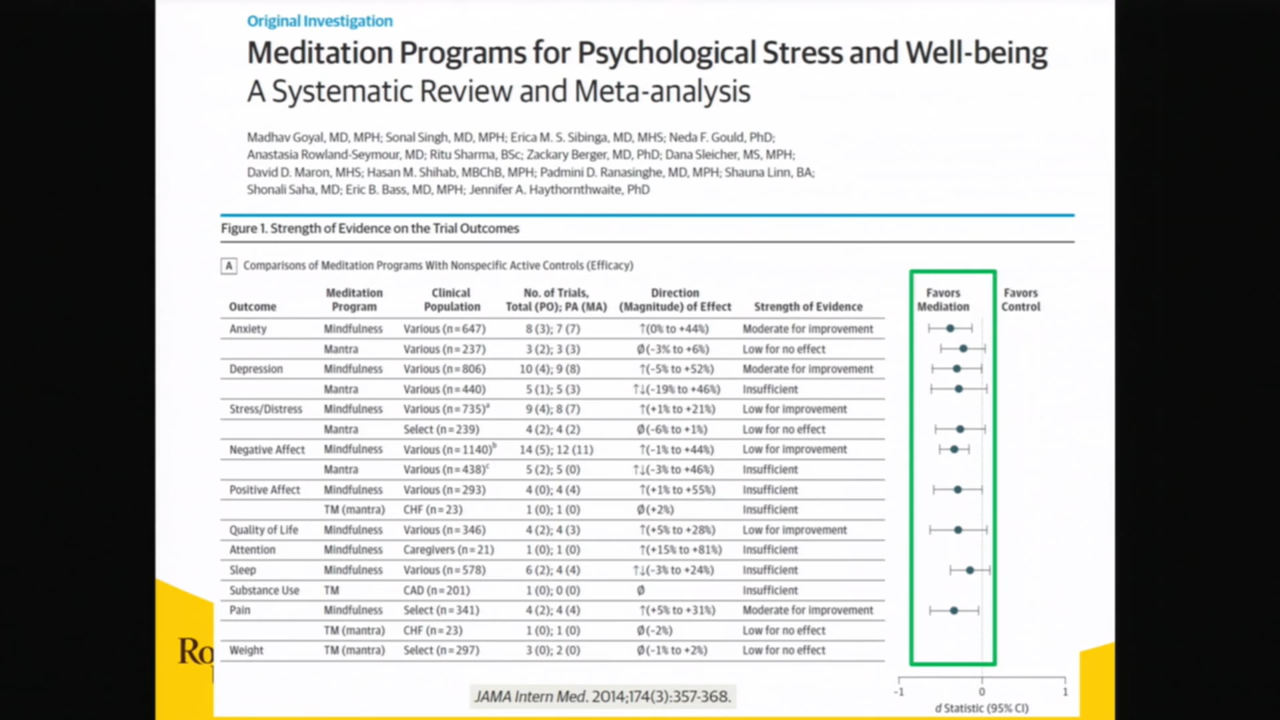 Original Investigation
Meditation Programs for Psychological Stress and Well-being
A Systematic Review and Meta-analysis
Madhav Goyal, MD, MPH; Sonal Singh, MD, MPH; Erica M. S. Sibinga, MD, MHS; Neda F. Gould, PhD;
Anastasia Rowland-Seymour, MD; Ritu Sharma, BSc; Zackary Berger, MD, PhD; Dana Sleicher, MS, MPH;
David D. Maron, MHS; Hasan M. Shihab, MBChB, MPH; Padmini D. Ranasinghe, MD, MPH; Shauna Linn, BA;
Shonali Saha, MD; Eric B. Bass, MD, MPH; Jennifer A. Haythornthwaite, PhD
Figure 1. Strength of Evidence on the Trial Outcomes
A Comparisons of Meditation Programs With Nonspecific Active Controls (Efficacy)
Meditation Clinical No. of Trials, Direction Favors Favors
Outcome Program Population Total (PO); PA (MA) (Magnitude) of Effect Strength of Evidence Mediation Control
Anxiety Mindfulness Various (n=647) 8 (3); 7 (7) ↑(0% to +44%) Moderate for improvement
Mantra Various (n=237) 3 (2); 3 (3) Ø(-3% to +6%) Low for no effect
Depression Mindfulness Various (n=806) 10 (4); 9 (8) ↑(-5% to +52%) Moderate for improvement
Mantra Various (n=440) 5 (1); 5 (3) ↑↓(-19% to +46%) Insufficient
Stress/Distress Mindfulness Various (n=735)ª 9 (4); 8 (7) ↑(+1% to +21%) Low for improvement
Mantra Select (n=239) 4 (2); 4 (2) Ø(-6% to +1%) Low for no effect
Negative Affect Mindfulness Various (n=1140)ᵇ 14 (5); 12 (11) ↑(-1% to +44%) Low for improvement
Mantra Various (n=438)ᶜ 5 (2); 5 (0) ↑↓(-3% to +46%) Insufficient
Positive Affect Mindfulness Various (n=293) 4 (0); 4 (4) ↑(+1% to +55%) Insufficient
TM (mantra) CHF (n=23) 1 (0); 1 (0) Ø(+2%) Insufficient
Quality of Life Mindfulness Various (n=346) 4 (2); 4 (3) ↑(+5% to +28%) Low for improvement
Attention Mindfulness Caregivers (n=21) 1 (0); 1 (0) ↑(+15% to +81%) Insufficient
Sleep Mindfulness Various (n=578) 6 (2); 4 (4) ↑↓(-3% to +24%) Insufficient
Substance Use TM CAD (n=201) 1 (0); 0 (0) Ø Insufficient
Pain Mindfulness Select (n=341) 4 (2); 4 (4) ↑(+5% to +31%) Moderate for improvement
TM (mantra) CHF (n=23) 1 (0); 1 (0) Ø(-2%) Low for no effect
Weight TM (mantra) Select (n=297) 3 (0); 2 (0) Ø(-1% to +2%) Low for no effect
Ro
-1 0 1
d Statistic (95% CI)
JAMA Intern Med. 2014;174(3):357-368.